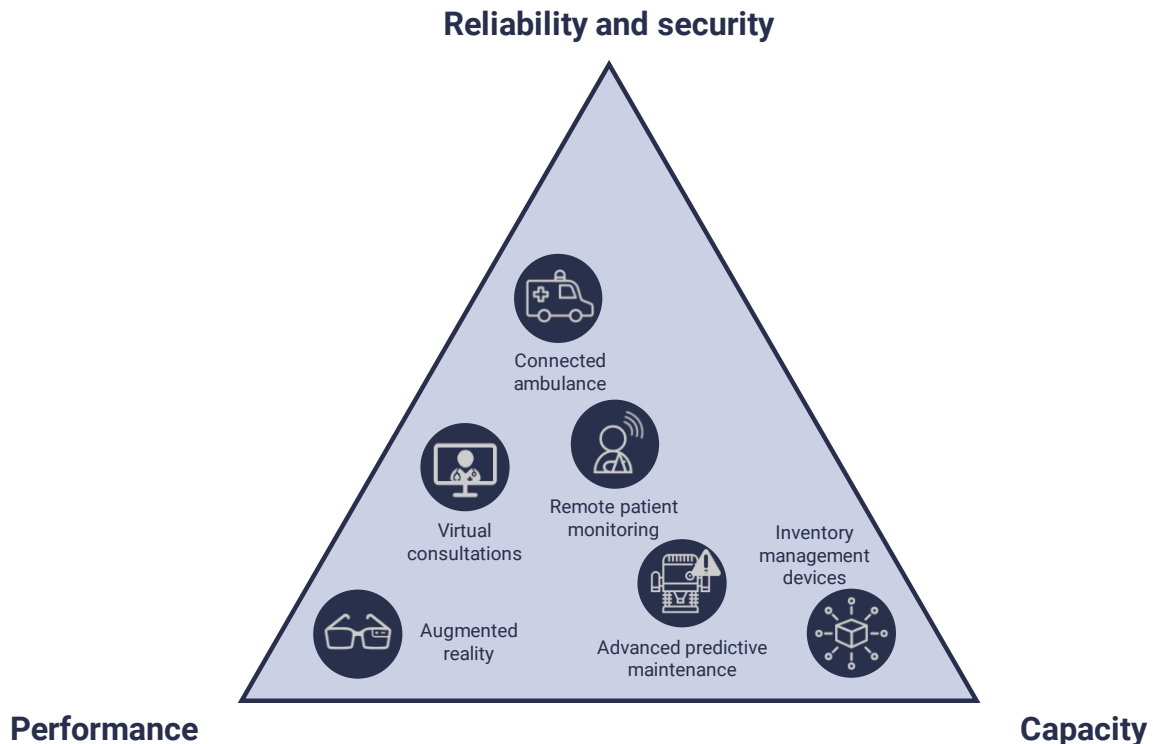 Reliability and security
Connected
ambulance
Virtual
consultations
Remote patient
monitoring
Inventory
management
devices
Augmented
reality
Advanced predictive
maintenance
Performance
Capacity